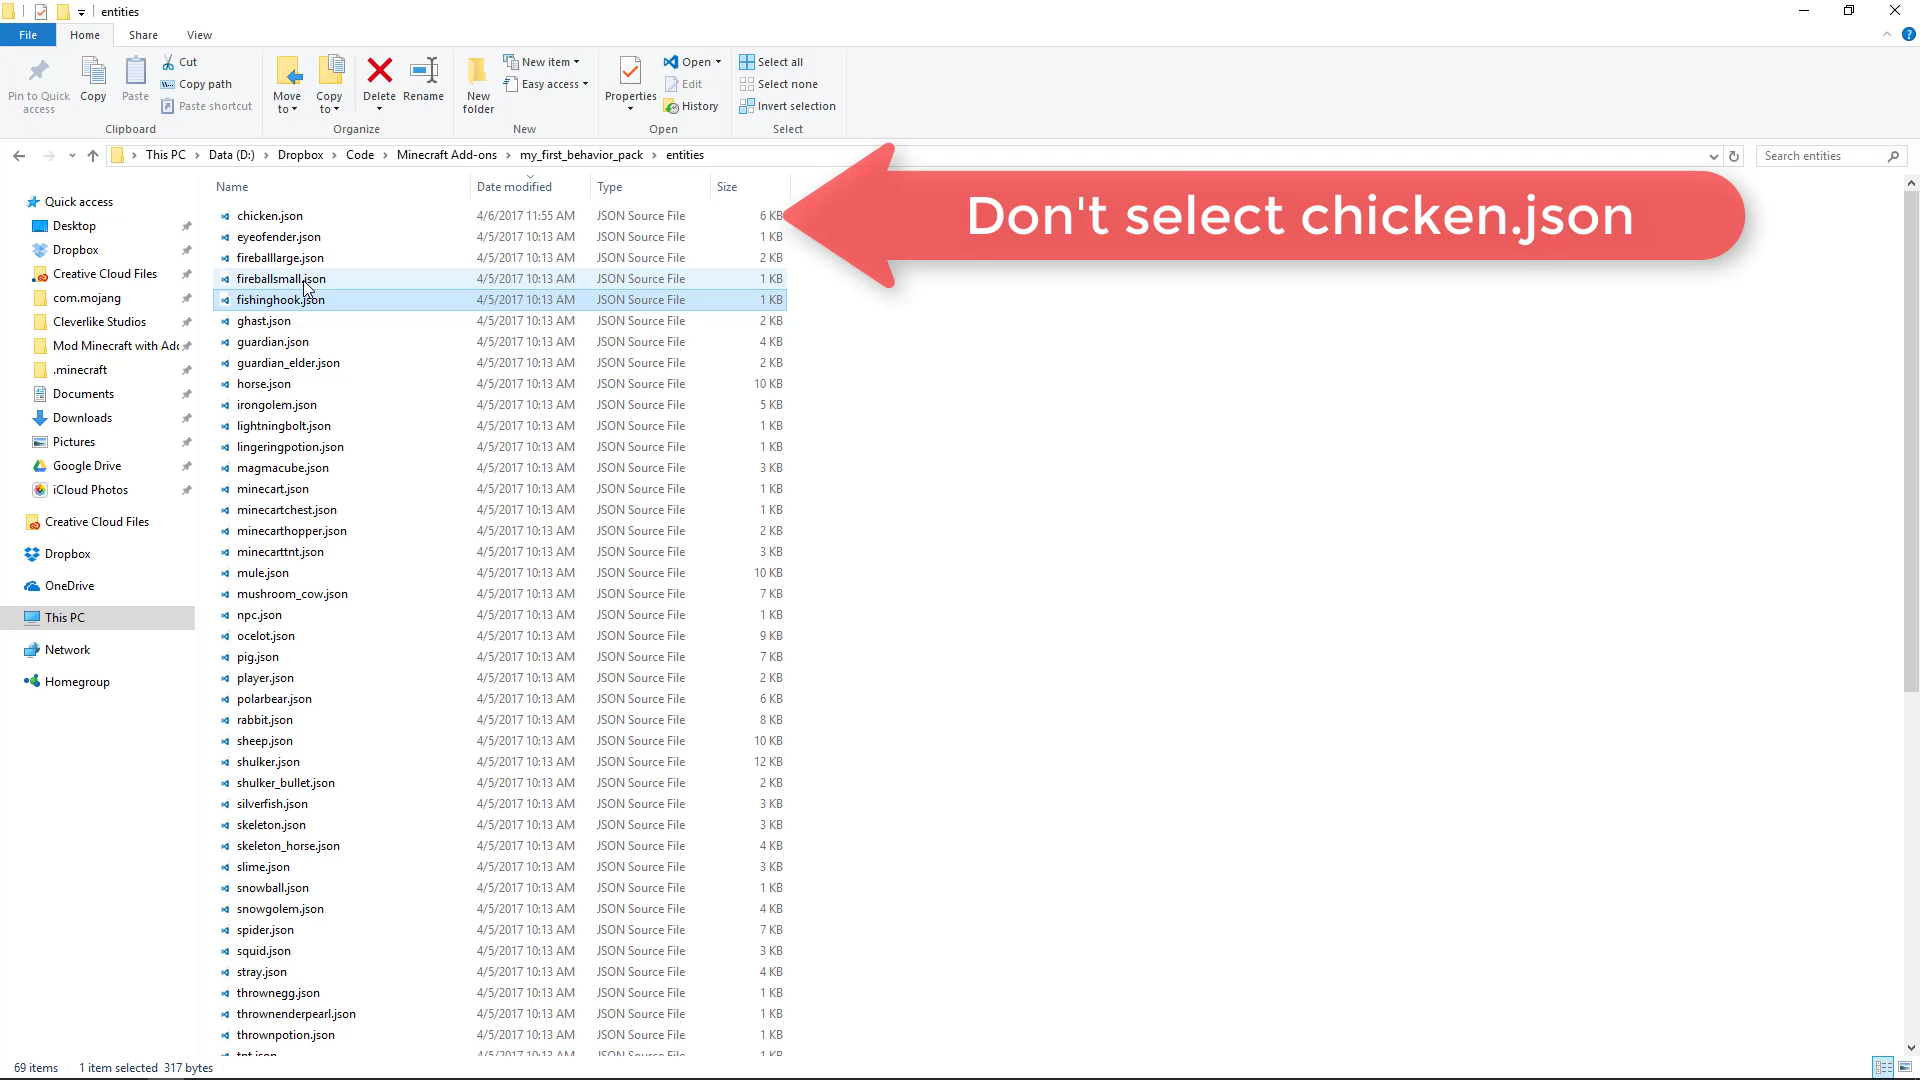 entities
File Home Share View
Pin to Quick access
Copy
Paste
Cut
Copy path
Paste shortcut
Clipboard
Move to
Copy to
Delete
Rename
Organize
New folder
New item
Easy access
New
Properties
Open
Edit
History
Open
Select all
Select none
Invert selection
Select
This PC > Data (D:) > Dropbox > Code > Minecraft Add-ons > my_first_behavior_pack > entities
Search entities
Quick access
Desktop
Dropbox
Creative Cloud Files
com.mojang
Cleverlike Studios
Mod Minecraft with Adc
.minecraft
Documents
Downloads
Pictures
Google Drive
iCloud Photos
Creative Cloud Files
Dropbox
OneDrive
This PC
Network
Homegroup
Name Date modified Type Size
chicken.json 4/6/2017 11:55 AM JSON Source File 6 KB
eyeofender.json 4/5/2017 10:13 AM JSON Source File 1 KB
fireballlarge.json 4/5/2017 10:13 AM JSON Source File 2 KB
fireballsmall.json 4/5/2017 10:13 AM JSON Source File 1 KB
fishinghook.json 4/5/2017 10:13 AM JSON Source File 1 KB
ghast.json 4/5/2017 10:13 AM JSON Source File 2 KB
guardian.json 4/5/2017 10:13 AM JSON Source File 4 KB
guardian_elder.json 4/5/2017 10:13 AM JSON Source File 2 KB
horse.json 4/5/2017 10:13 AM JSON Source File 10 KB
irongolem.json 4/5/2017 10:13 AM JSON Source File 5 KB
lightningbolt.json 4/5/2017 10:13 AM JSON Source File 1 KB
lingeringpotion.json 4/5/2017 10:13 AM JSON Source File 1 KB
magmacube.json 4/5/2017 10:13 AM JSON Source File 3 KB
minecart.json 4/5/2017 10:13 AM JSON Source File 1 KB
minecartchest.json 4/5/2017 10:13 AM JSON Source File 1 KB
minecarthopper.json 4/5/2017 10:13 AM JSON Source File 2 KB
minecarttnt.json 4/5/2017 10:13 AM JSON Source File 3 KB
mule.json 4/5/2017 10:13 AM JSON Source File 10 KB
mushroom_cow.json 4/5/2017 10:13 AM JSON Source File 7 KB
npc.json 4/5/2017 10:13 AM JSON Source File 1 KB
ocelot.json 4/5/2017 10:13 AM JSON Source File 9 KB
pig.json 4/5/2017 10:13 AM JSON Source File 7 KB
player.json 4/5/2017 10:13 AM JSON Source File 2 KB
polarbear.json 4/5/2017 10:13 AM JSON Source File 6 KB
rabbit.json 4/5/2017 10:13 AM JSON Source File 8 KB
sheep.json 4/5/2017 10:13 AM JSON Source File 10 KB
shulker.json 4/5/2017 10:13 AM JSON Source File 12 KB
shulker_bullet.json 4/5/2017 10:13 AM JSON Source File 2 KB
silverfish.json 4/5/2017 10:13 AM JSON Source File 3 KB
skeleton.json 4/5/2017 10:13 AM JSON Source File 3 KB
skeleton_horse.json 4/5/2017 10:13 AM JSON Source File 4 KB
slime.json 4/5/2017 10:13 AM JSON Source File 3 KB
snowball.json 4/5/2017 10:13 AM JSON Source File 1 KB
snowgolem.json 4/5/2017 10:13 AM JSON Source File 4 KB
spider.json 4/5/2017 10:13 AM JSON Source File 7 KB
squid.json 4/5/2017 10:13 AM JSON Source File 3 KB
stray.json 4/5/2017 10:13 AM JSON Source File 4 KB
thrownegg.json 4/5/2017 10:13 AM JSON Source File 1 KB
thrownenderpearl.json 4/5/2017 10:13 AM JSON Source File 1 KB
thrownpotion.json 4/5/2017 10:13 AM JSON Source File 1 KB
tnt.json 4/5/2017 10:13 AM JSON Source File 1 KB
Don't select chicken.json
69 items 1 item selected 317 bytes